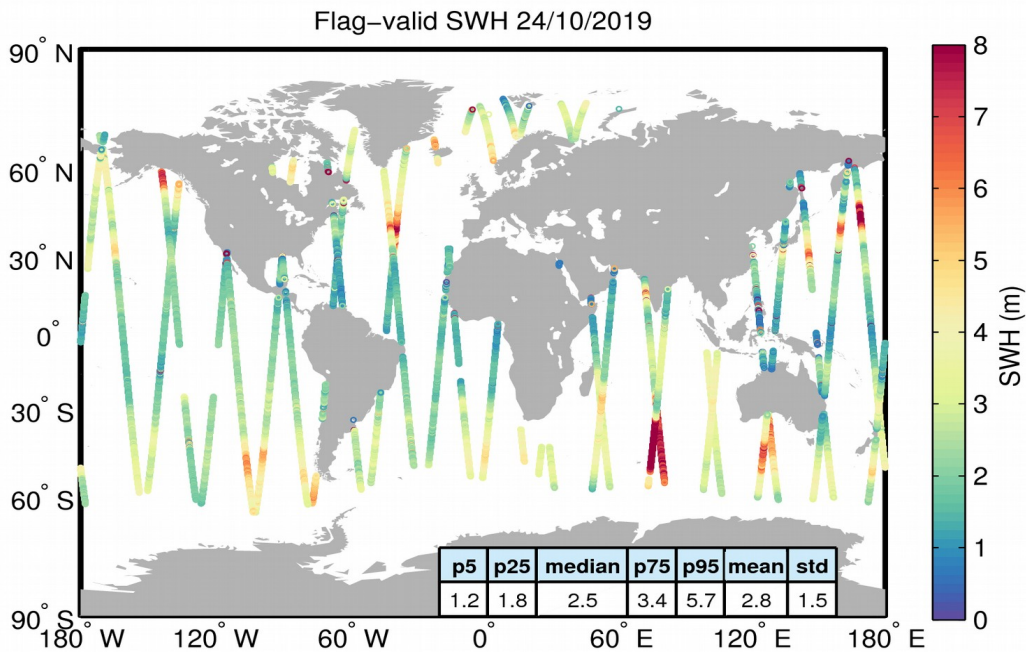 Flag−valid SWH 24/10/2019
90° N
60° N
30° N
0°
30° S
60° S
90° S
180° W
120° W
60° W
0°
60° E
120° E
180° E
p5 p25 median p75 p95 mean std
1.2 1.8 2.5 3.4 5.7 2.8 1.5
8
7
6
5
4
3
2
1
0
SWH (m)